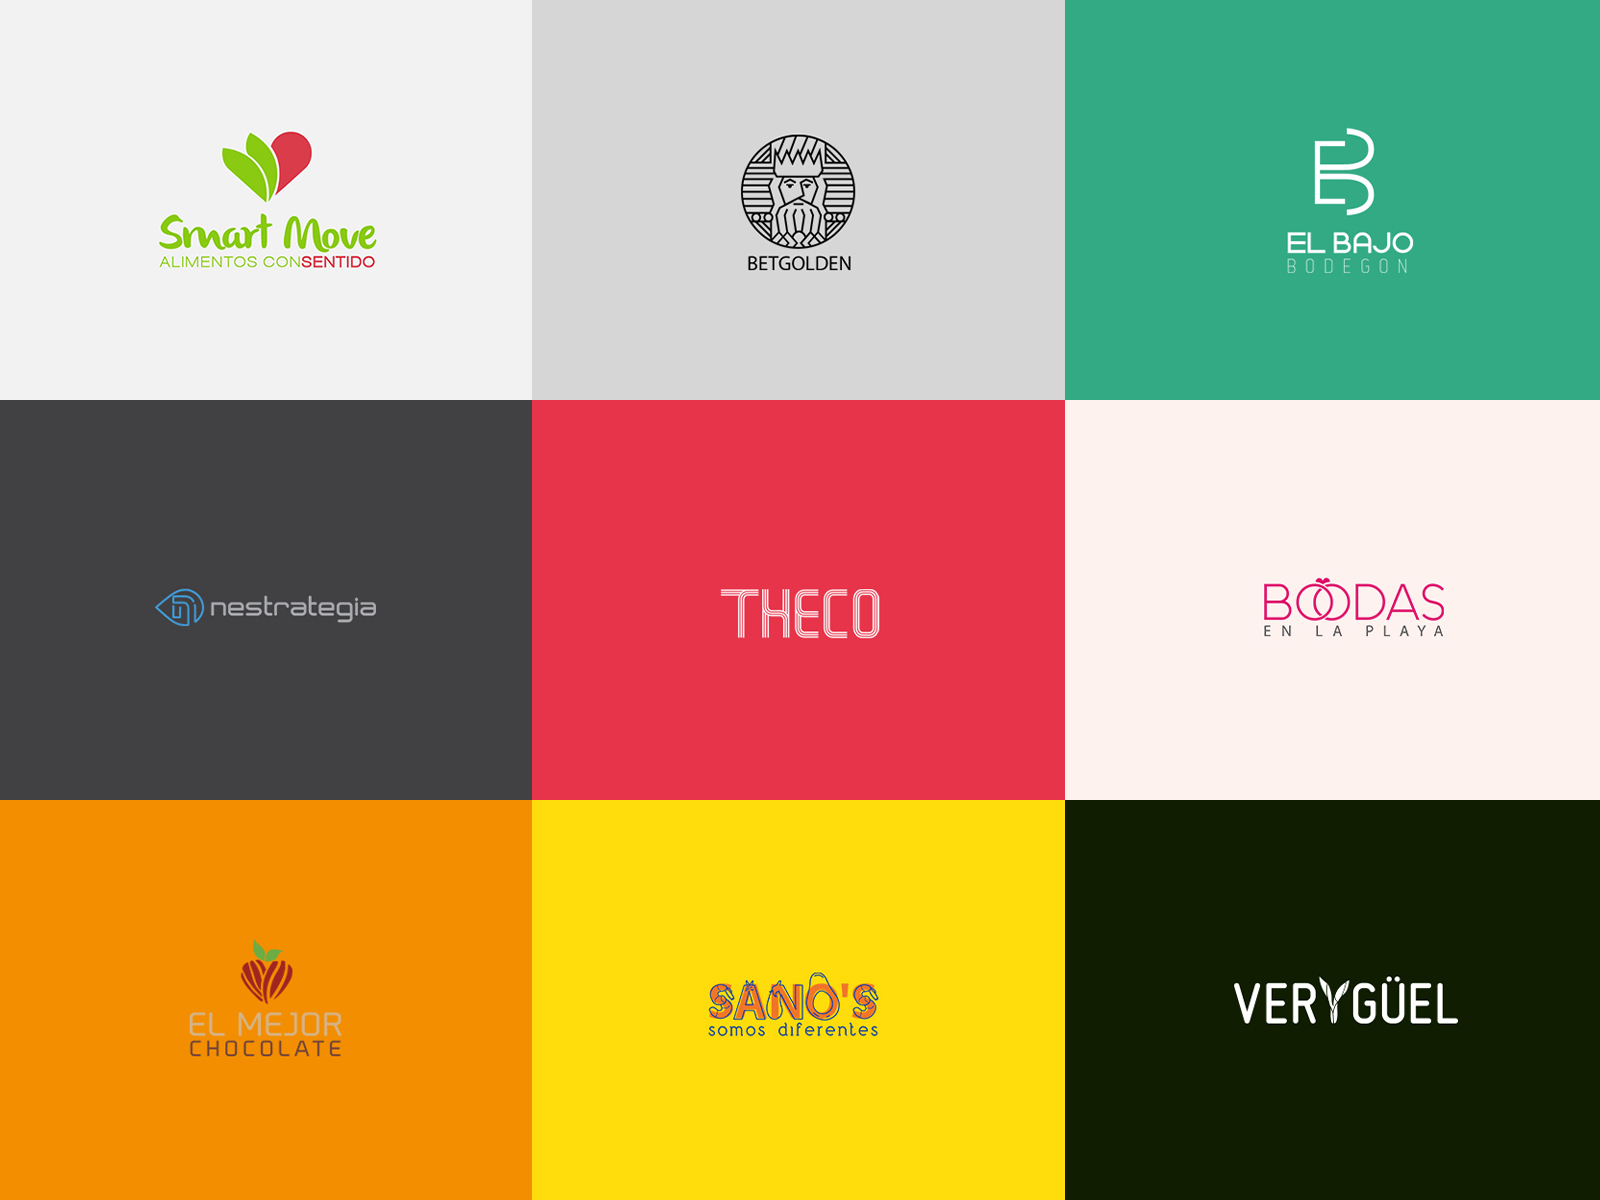 Smart Move
ALIMENTOS CONSENTIDO
BETGOLDEN
EL BAJO
BODEGON
nestrategia
THECO
BOODAS
EN LA PLAYA
EL MEJOR
CHOCOLATE
SANO'S
somos diferentes
VERYGÜEL